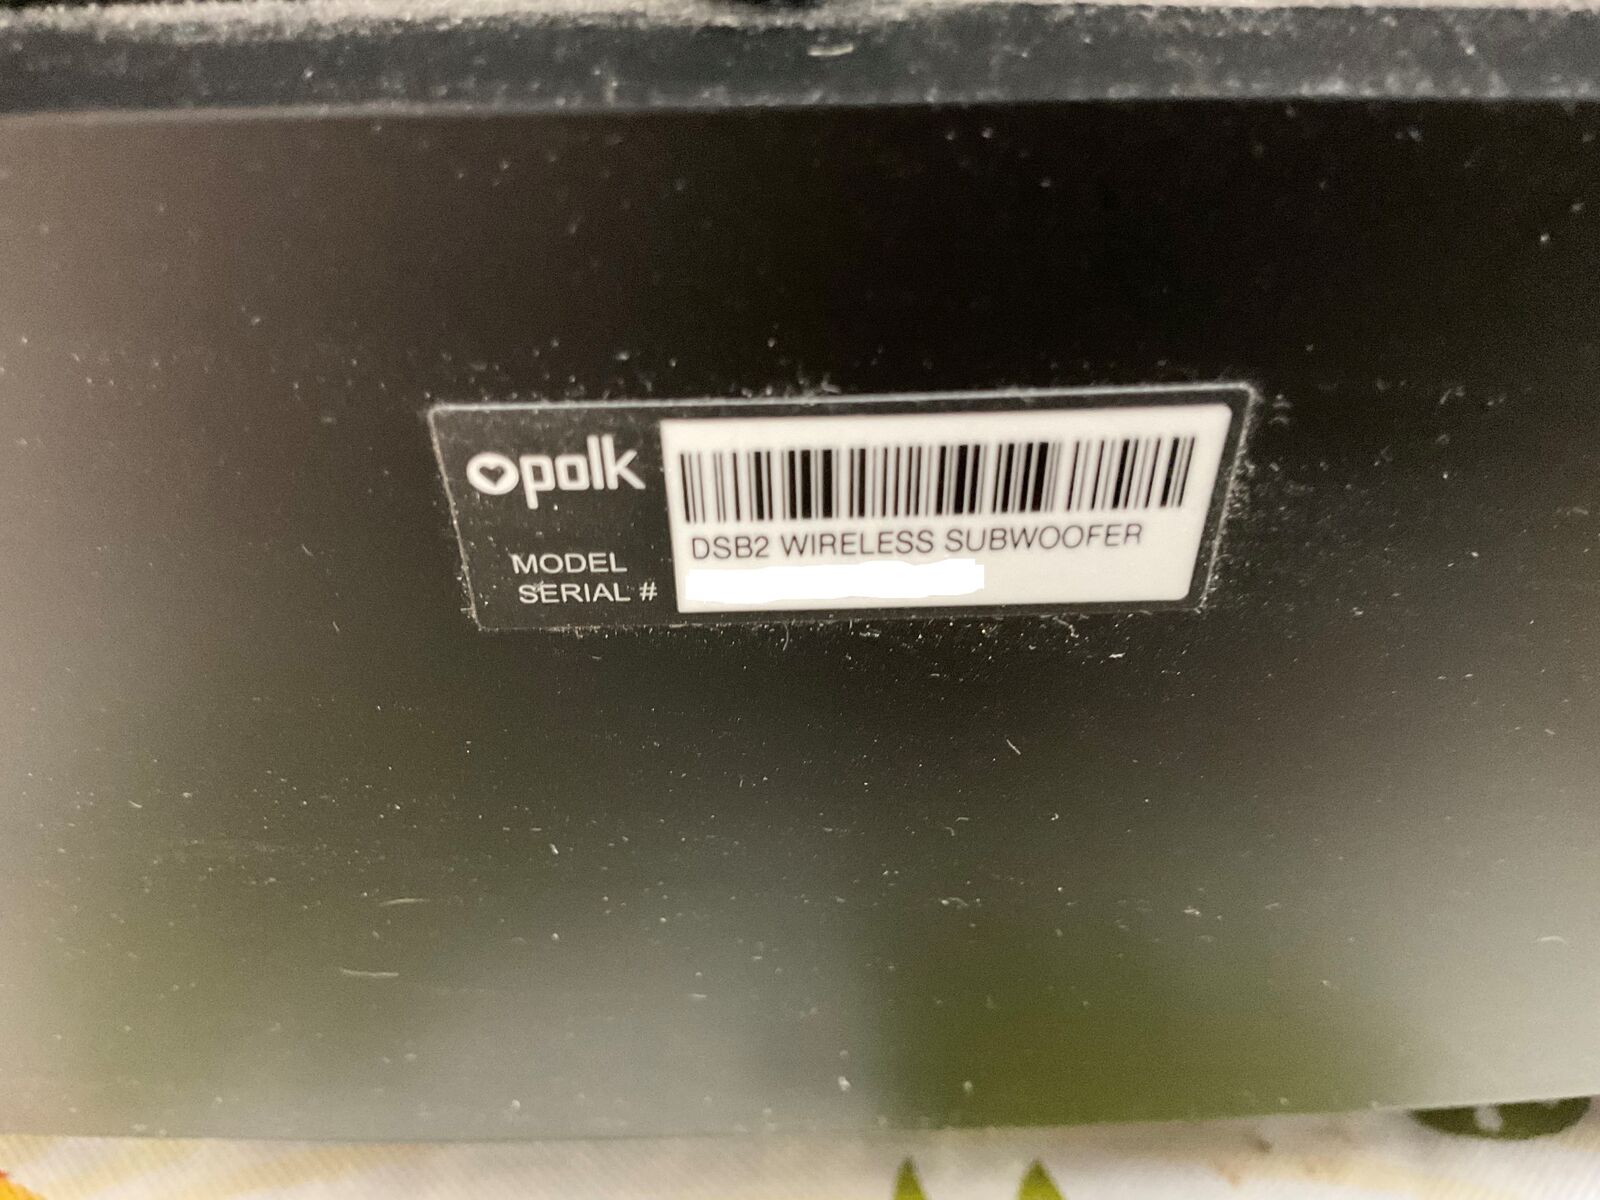 polk
MODEL DSB2 WIRELESS SUBWOOFER
SERIAL #